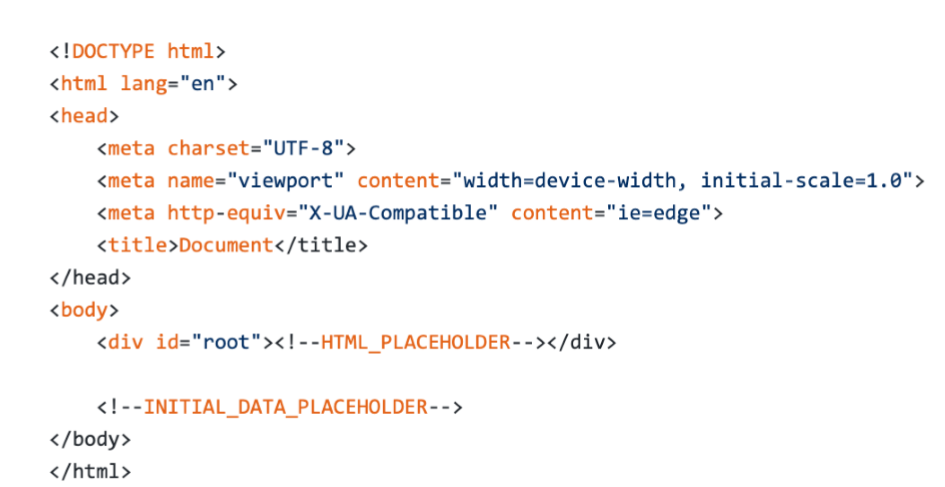 <!DOCTYPE html>
<html lang="en">
<head>
    <meta charset="UTF-8">
    <meta name="viewport" content="width=device-width, initial-scale=1.0">
    <meta http-equiv="X-UA-Compatible" content="ie=edge">
    <title>Document</title>
</head>
<body>
    <div id="root"><!--HTML_PLACEHOLDER--></div>

    <!--INITIAL_DATA_PLACEHOLDER-->
</body>
</html>